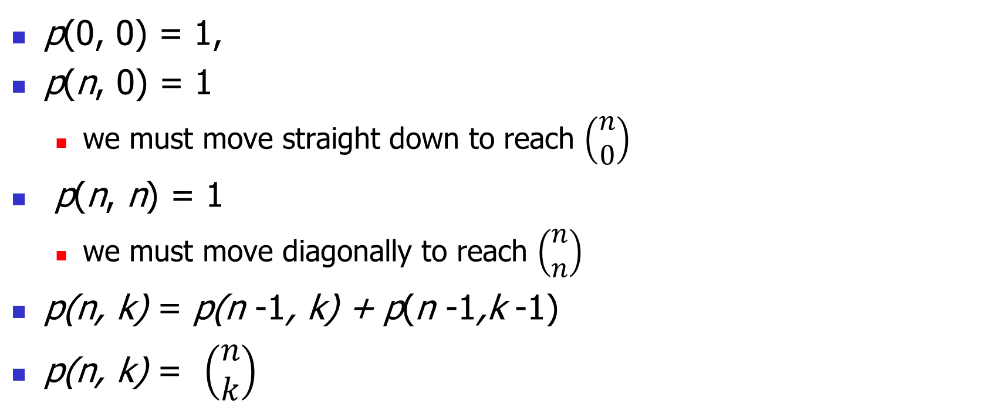 ▪ p(0, 0) = 1,
▪ p(n, 0) = 1
▪ we must move straight down to reach \binom{n}{0}
▪ p(n, n) = 1
▪ we must move diagonally to reach \binom{n}{n}
▪ p(n, k) = p(n -1, k) + p(n -1,k -1)
▪ p(n, k) = \binom{n}{k}